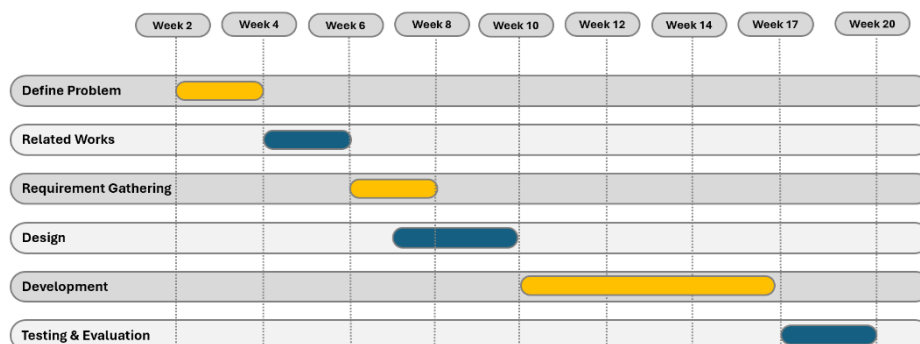 Week 2 Week 4 Week 6 Week 8 Week 10 Week 12 Week 14 Week 17 Week 20
Define Problem
Related Works
Requirement Gathering
Design
Development
Testing & Evaluation